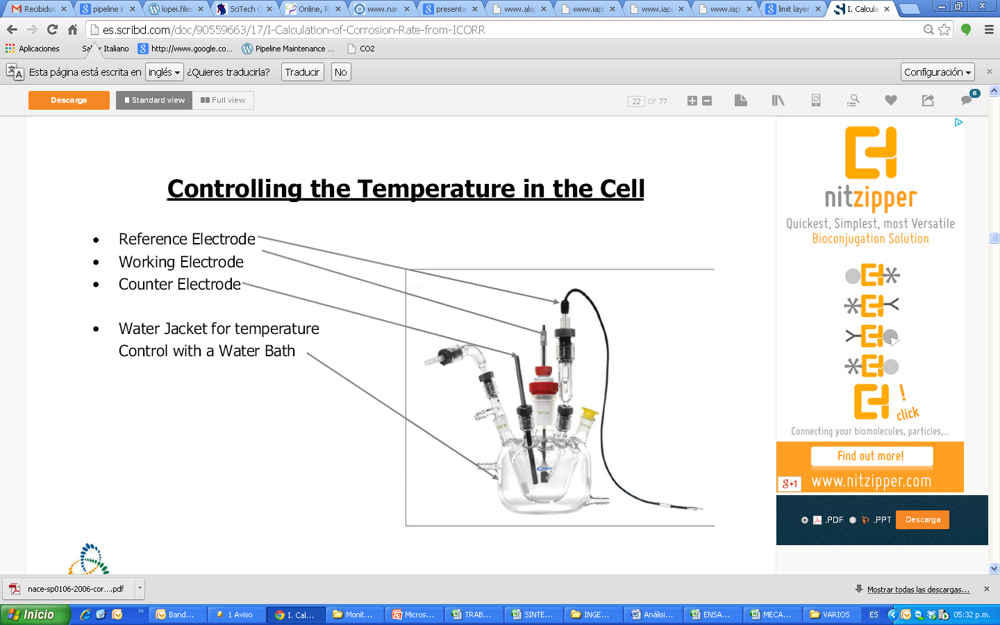 Recibidos
pipeline in
lopei.files
SciTech C
Online, R
www.nar
presenta
www.alsp
www.iapg
www.iapg
www.iapg
limit layer
I. Calcula
es.scribd.com/doc/90559663/17/I-Calculation-of-Corrosion-Rate-from-ICORR
Aplicaciones
Italiano
http://www.google.co...
Pipeline Maintenance ...
CO2
Esta página está escrita en
inglés
¿Quieres traducirla?
Traducir
No
Configuración
Descarga
Standard view
Full view
22 OF 77
6
Controlling the Temperature in the Cell
• Reference Electrode
• Working Electrode
• Counter Electrode
• Water Jacket for temperature
Control with a Water Bath
nitzipper
Quickest, Simplest, most Versatile
Bioconjugation Solution
! click
Connecting your biomolecules, particles,...
Find out more!
www.nitzipper.com
g+1
.PDF
.PPT
Descarga
nace-sp0106-2006-cor....pdf
Mostrar todas las descargas...
Inicio
Band...
1 Aviso
I. Cal...
Monit...
Micros...
TRAB...
SINTE...
INGE...
Análisi...
ENSA...
MECA...
VARIOS
ES
05:32 p.m.